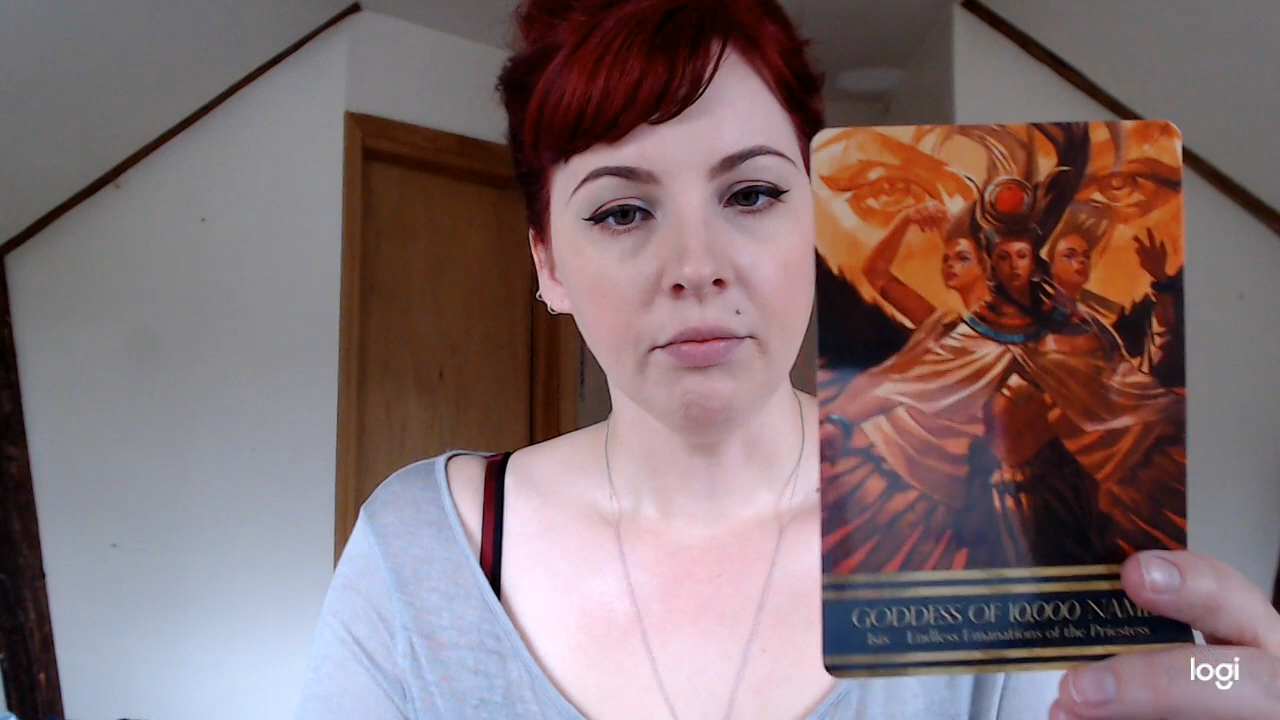 GODDESS OF 10,000
Isis Endless Emanations of the Priestess
logi